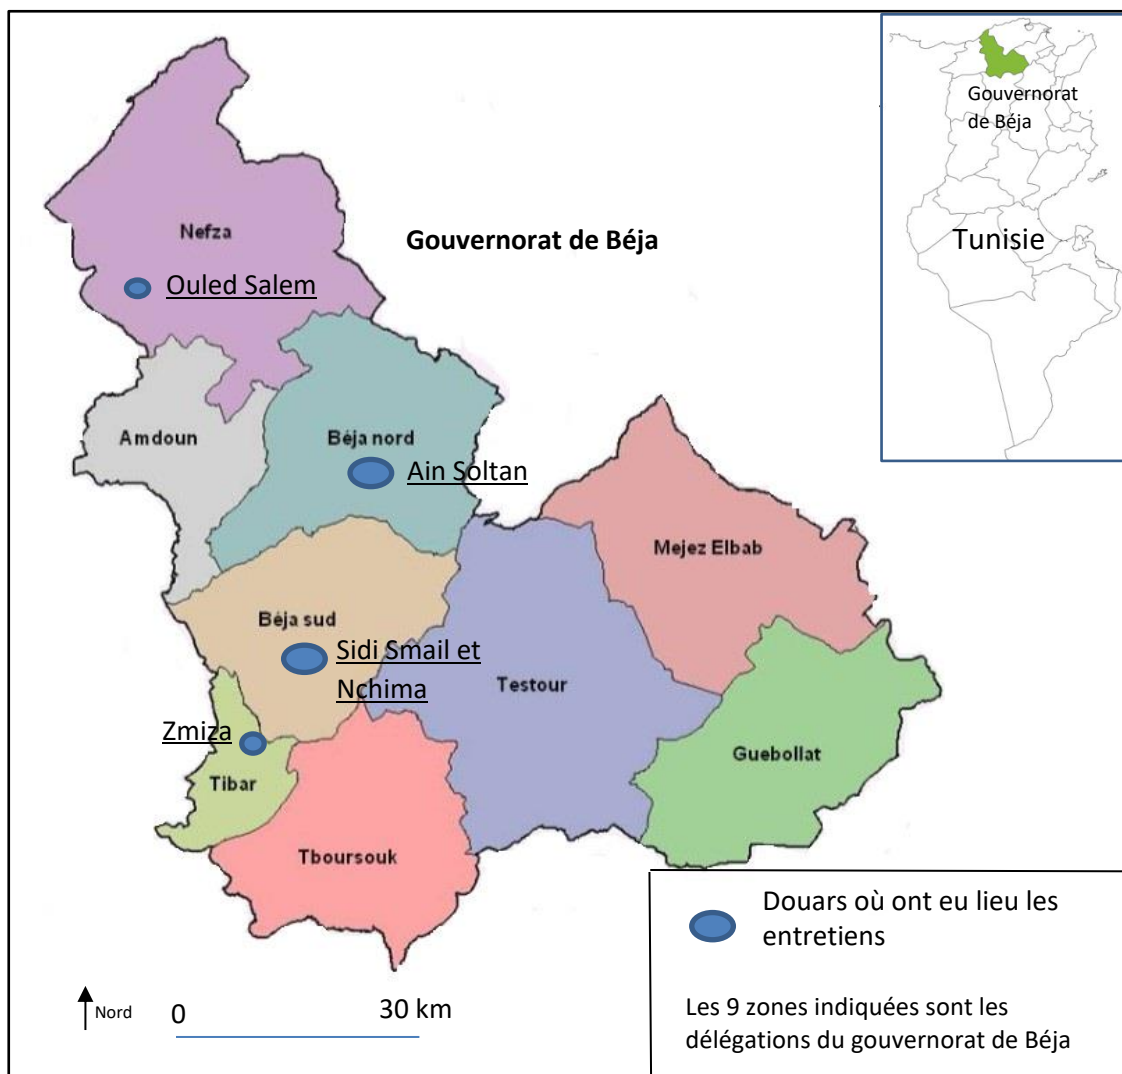 Gouvernorat
de Béja
Tunisie
Gouvernorat de Béja
Nefza
Ouled Salem
Amdoun
Béja nord
Ain Soltan
Mejez Elbab
Béja sud
Sidi Smail et
Nchima
Testour
Zmiza
Tibar
Guebollat
Tboursouk
Douars où ont eu lieu les
entretiens
Les 9 zones indiquées sont les
délégations du gouvernorat de Béja
Nord
0
30 km